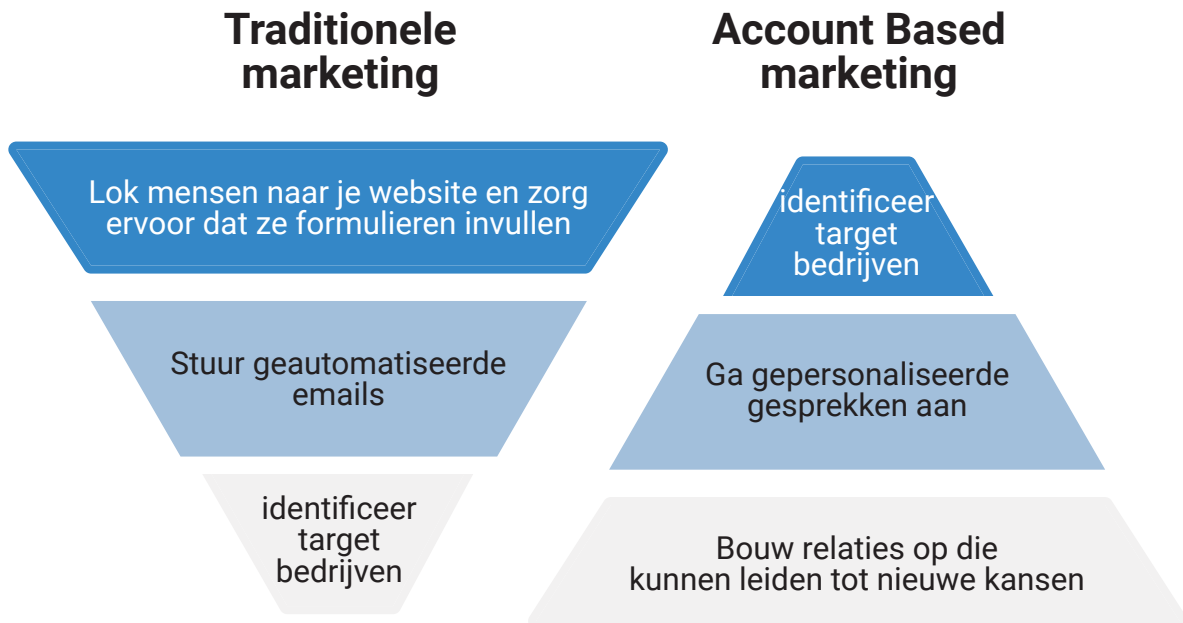 Traditionele
marketing
Lok mensen naar je website en zorg
ervoor dat ze formulieren invullen
Stuur geautomatiseerde
emails
identificeer
target
bedrijven
Account Based
marketing
identificeer
target
bedrijven
Ga gepersonaliseerde
gesprekken aan
Bouw relaties op die
kunnen leiden tot nieuwe kansen